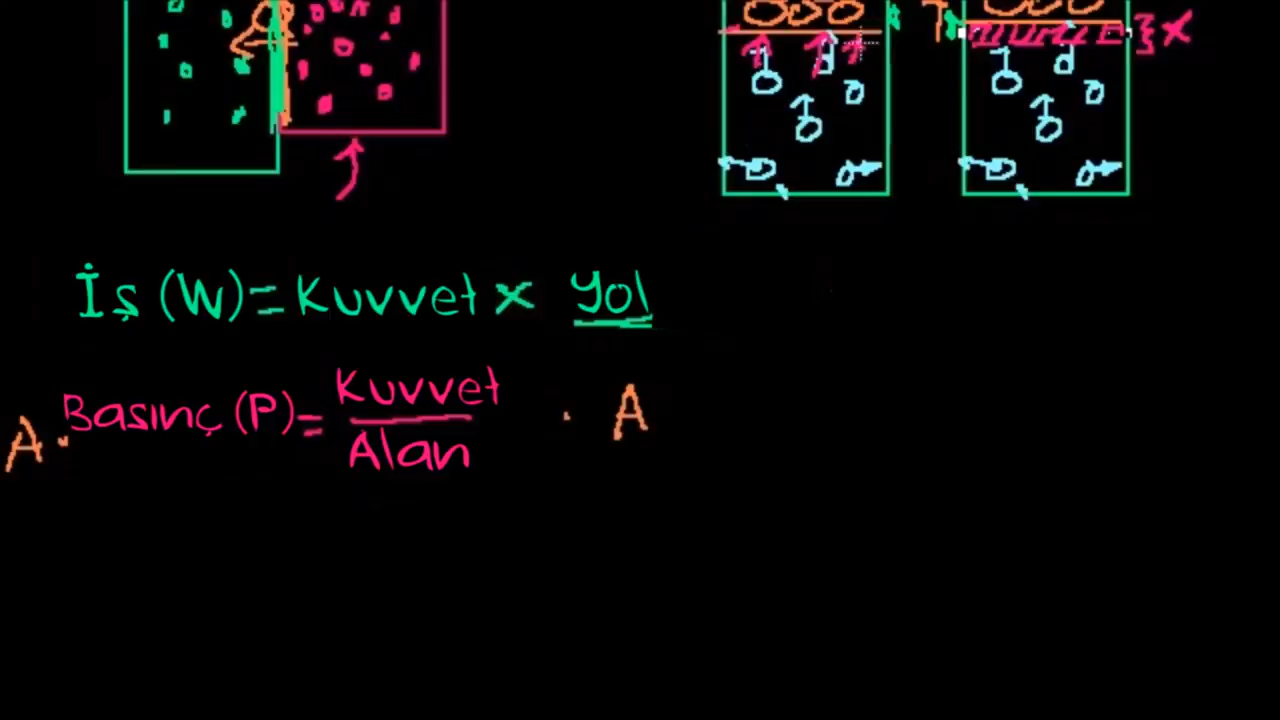 x
İş (W) = Kuvvet x Yol
A · Basınç (P) = Kuvvet / Alan · A